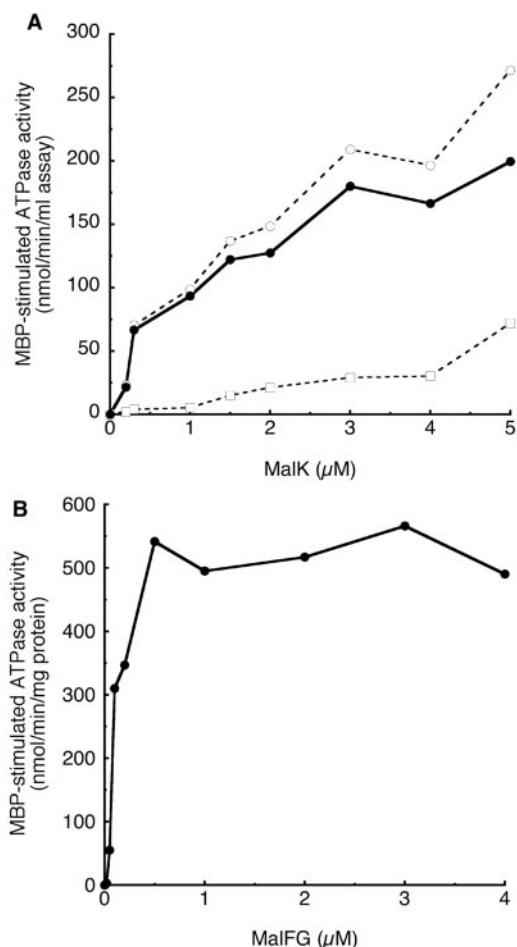 A
MBP-stimulated ATPase activity
(nmol/min/ml assay)
300
250
200
150
100
50
0
0 1 2 3 4 5
MalK (µM)
B
MBP-stimulated ATPase activity
(nmol/min/mg protein)
600
500
400
300
200
100
0
0 1 2 3 4
MalFG (µM)